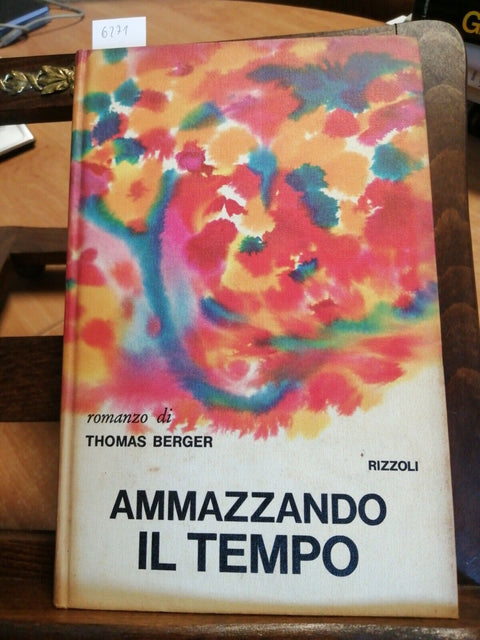 6271
romanzo di
THOMAS BERGER
RIZZOLI
AMMAZZANDO
IL TEMPO
G